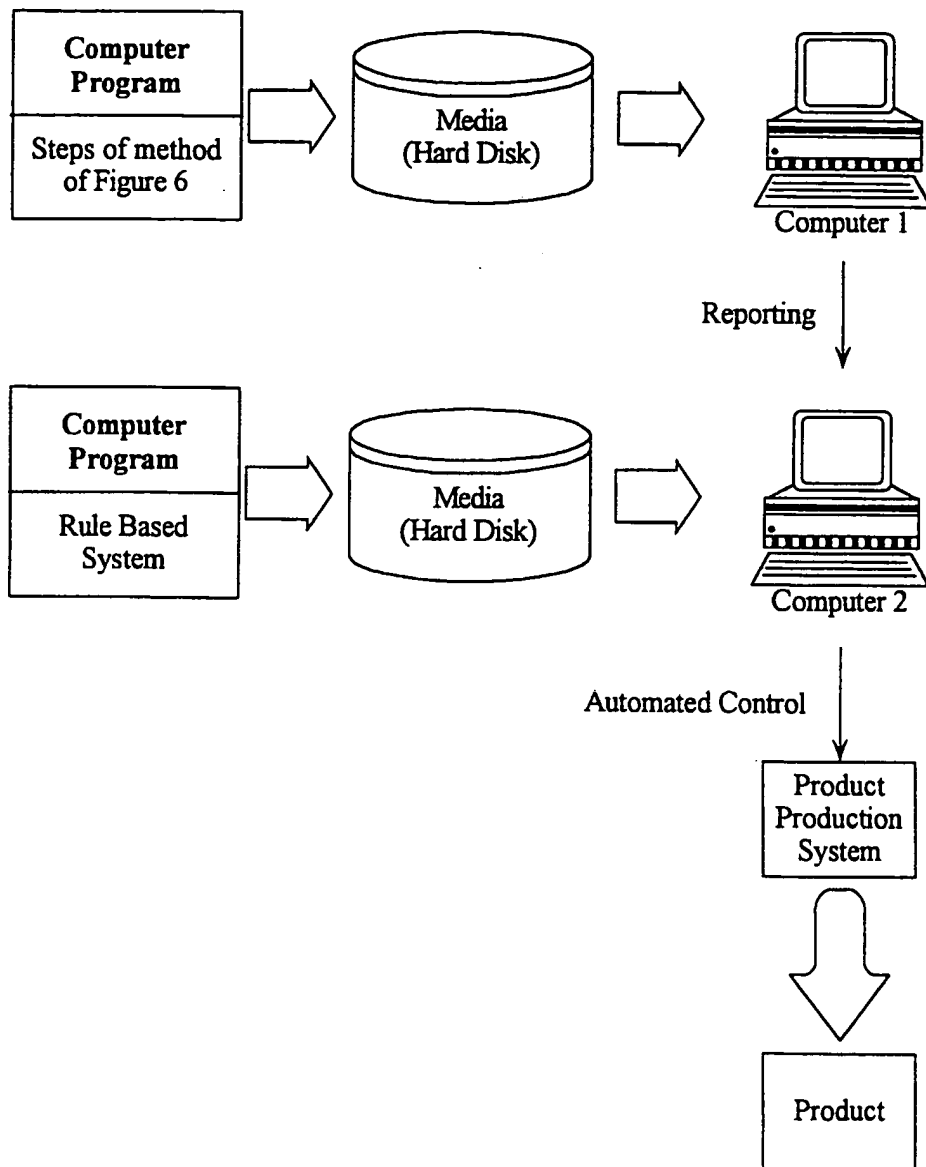 Computer
Program
Steps of method
of Figure 6
Media
(Hard Disk)
Computer 1
Reporting
Computer
Program
Rule Based
System
Media
(Hard Disk)
Computer 2
Automated Control
Product
Production
System
Product